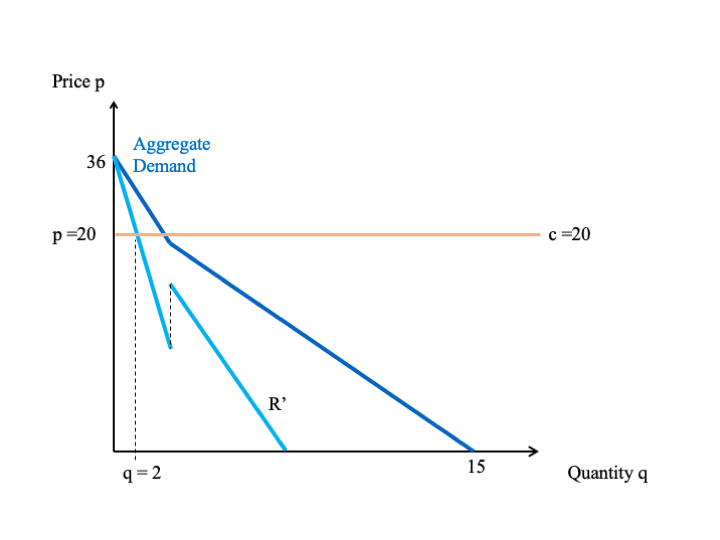 Price p
Aggregate
Demand
36
p =20
c =20
R’
15
q = 2
Quantity q